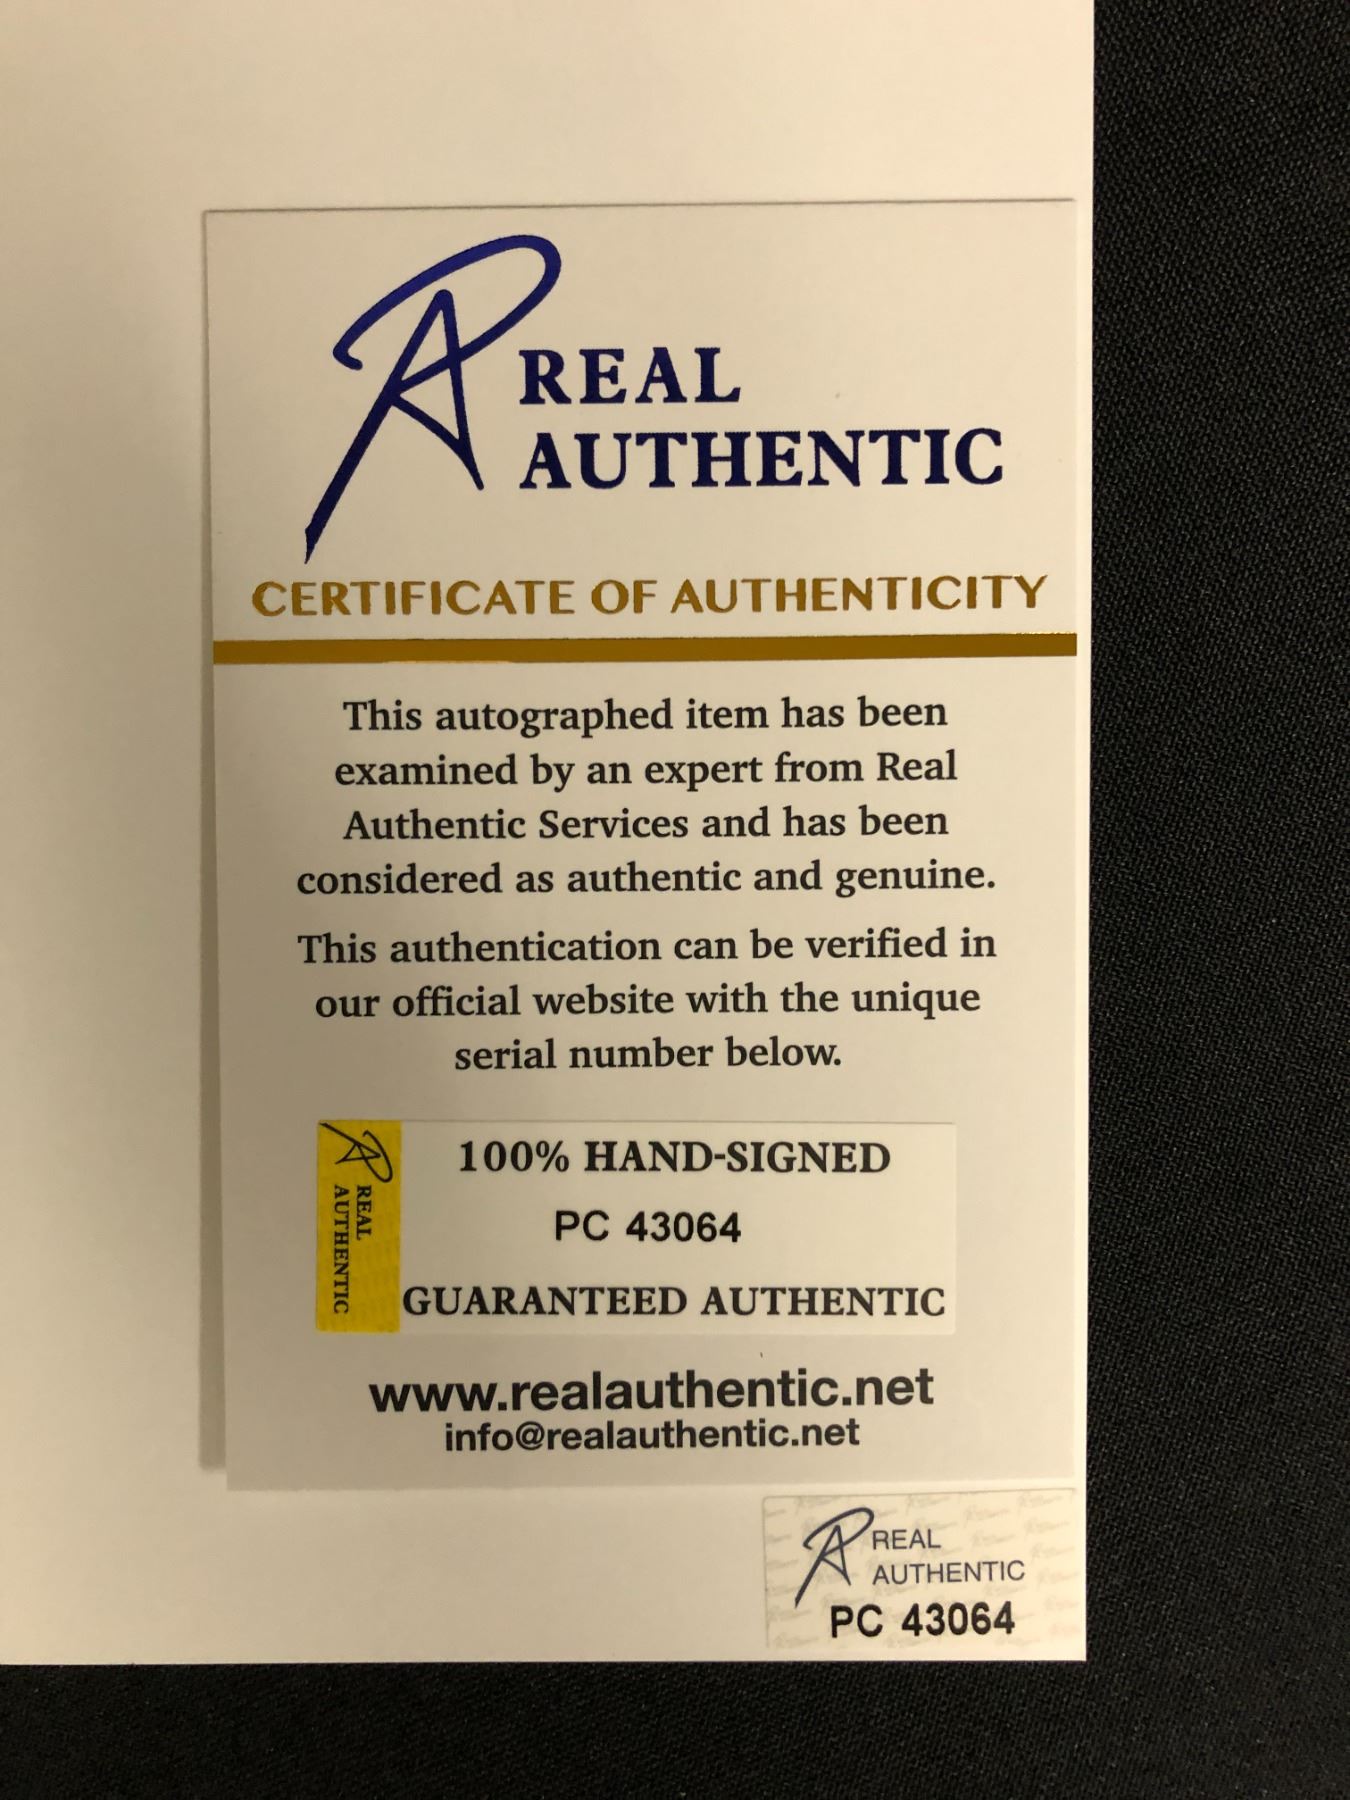 REAL
AUTHENTIC
CERTIFICATE OF AUTHENTICITY
This autographed item has been
examined by an expert from Real
Authentic Services and has been
considered as authentic and genuine.
This authentication can be verified in
our official website with the unique
serial number below.
REAL
AUTHENTIC
100% HAND-SIGNED
PC 43064
GUARANTEED AUTHENTIC
www.realauthentic.net
info@realauthentic.net
REAL
AUTHENTIC
PC 43064